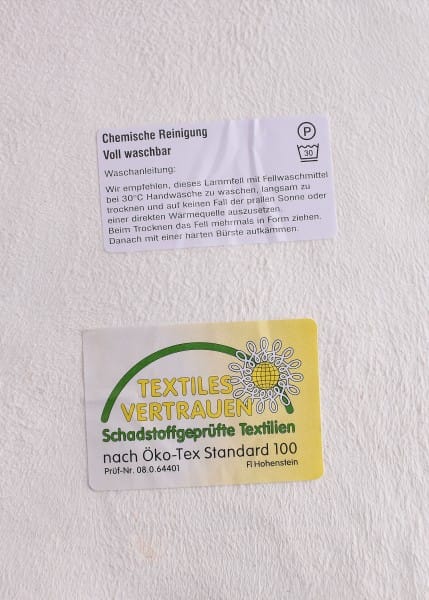 Chemische Reinigung
Voll waschbar
P
30
Waschanleitung:
Wir empfehlen, dieses Lammfell mit Fellwaschmittel
bei 30°C Handwäsche zu waschen, langsam zu
trocknen und auf keinen Fall der prallen Sonne oder
einer direkten Wärmequelle auszusetzen.
Beim Trocknen das Fell mehrmals in Form ziehen.
Danach mit einer harten Bürste aufkämmen.
TEXTILES
VERTRAUEN
Schadstoffgeprüfte Textilien
nach Öko-Tex Standard 100
Prüf-Nr. 08.0.64401
FI Hohenstein